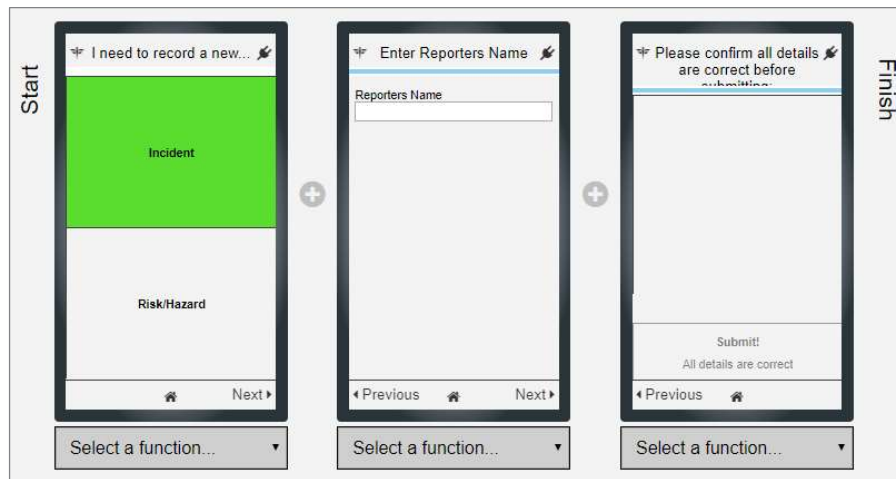 Start
I need to record a new...
Incident
Risk/Hazard
Next
Select a function...
Enter Reporters Name
Reporters Name
Previous
Next
Select a function...
Please confirm all details
are correct before
submitting:
Submit!
All details are correct
Previous
Select a function...
Finish